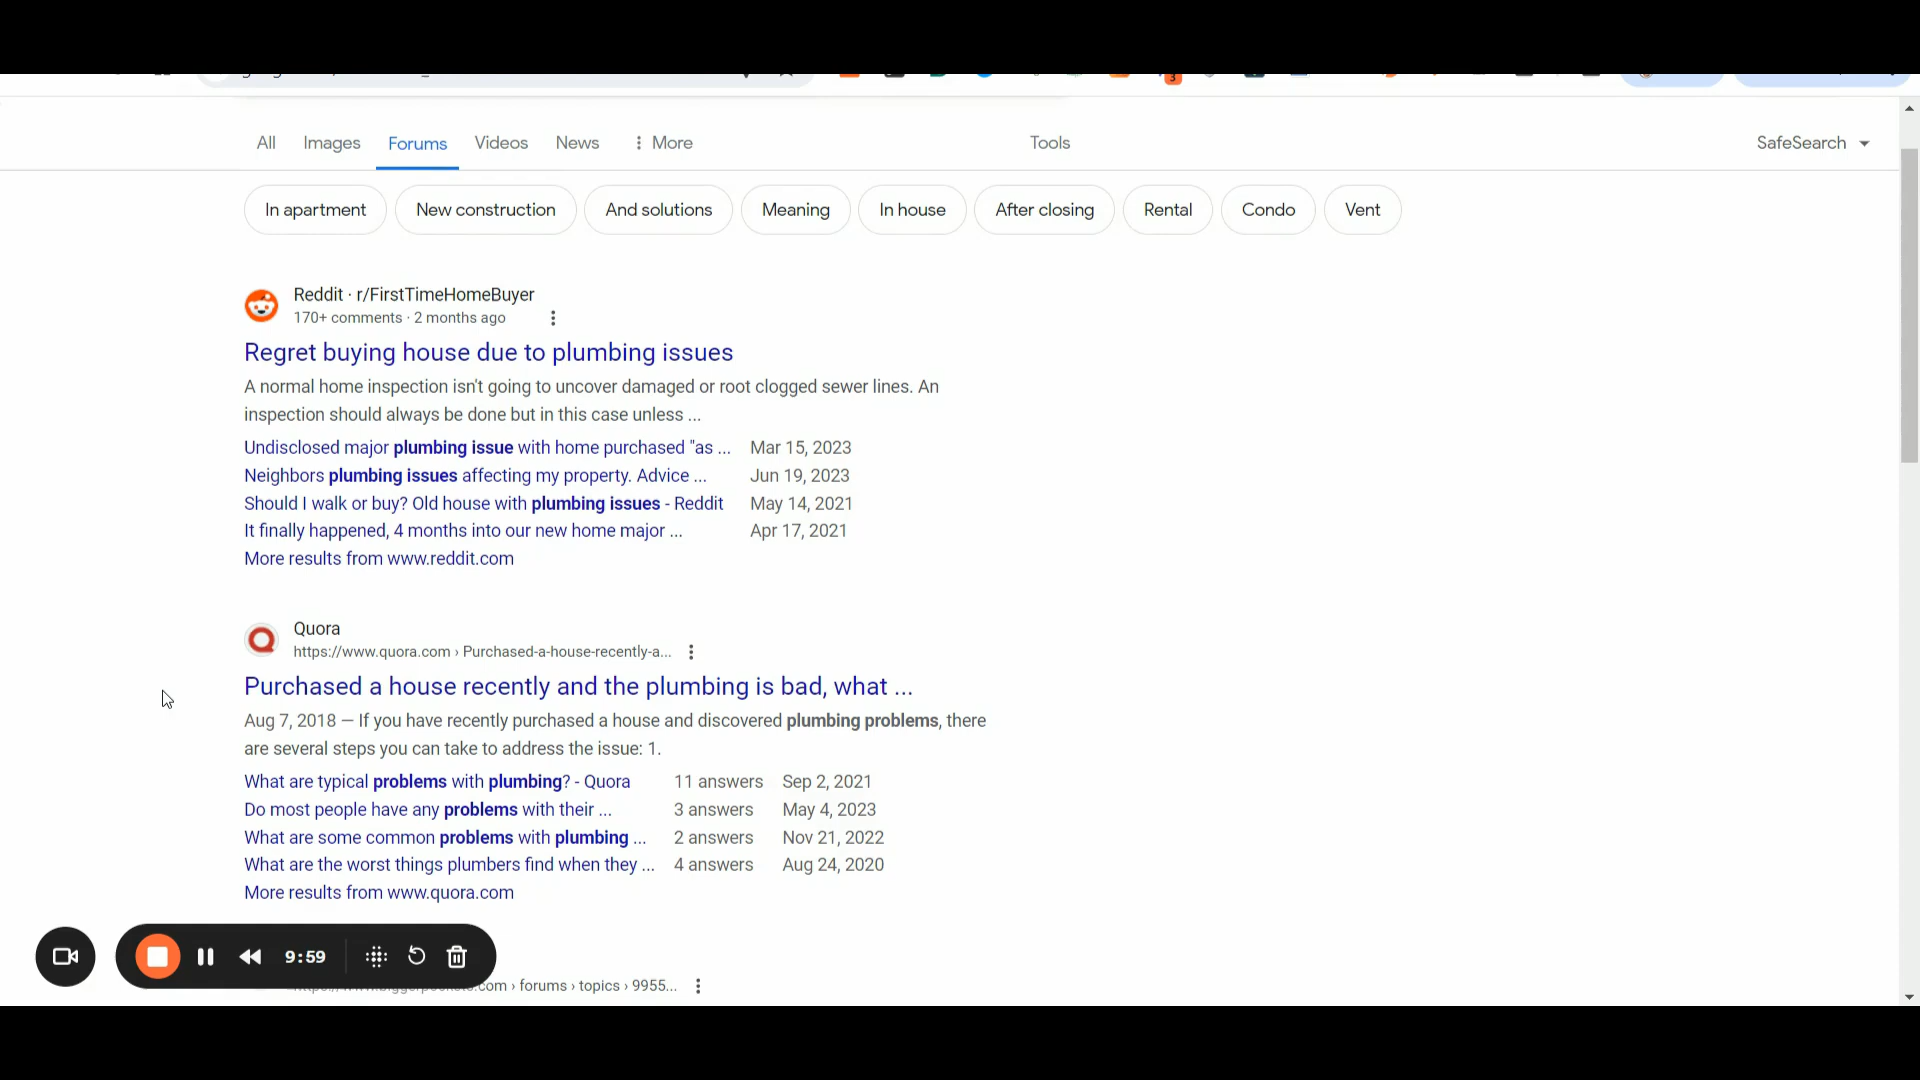 3
All Images Forums Videos News More Tools SafeSearch
In apartment New construction And solutions Meaning In house After closing Rental Condo Vent
Reddit · r/FirstTimeHomeBuyer
170+ comments · 2 months ago
Regret buying house due to plumbing issues
A normal home inspection isn't going to uncover damaged or root clogged sewer lines. An
inspection should always be done but in this case unless ...
Undisclosed major plumbing issue with home purchased "as ... Mar 15, 2023
Neighbors plumbing issues affecting my property. Advice ... Jun 19, 2023
Should I walk or buy? Old house with plumbing issues - Reddit May 14, 2021
It finally happened, 4 months into our new home major ... Apr 17, 2021
More results from www.reddit.com
Quora
https://www.quora.com › Purchased-a-house-recently-a...
Purchased a house recently and the plumbing is bad, what ...
Aug 7, 2018 — If you have recently purchased a house and discovered plumbing problems, there
are several steps you can take to address the issue: 1.
What are typical problems with plumbing? - Quora 11 answers Sep 2, 2021
Do most people have any problems with their ... 3 answers May 4, 2023
What are some common problems with plumbing ... 2 answers Nov 21, 2022
What are the worst things plumbers find when they ... 4 answers Aug 24, 2020
More results from www.quora.com
9:59
.com › forums › topics › 9955...